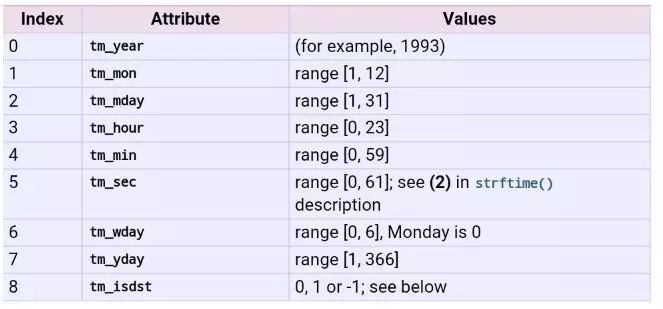 Index Attribute Values
0 tm_year (for example, 1993)
1 tm_mon range [1, 12]
2 tm_mday range [1, 31]
3 tm_hour range [0, 23]
4 tm_min range [0, 59]
5 tm_sec range [0, 61]; see (2) in strftime()
description
6 tm_wday range [0, 6], Monday is 0
7 tm_yday range [1, 366]
8 tm_isdst 0, 1 or -1; see below